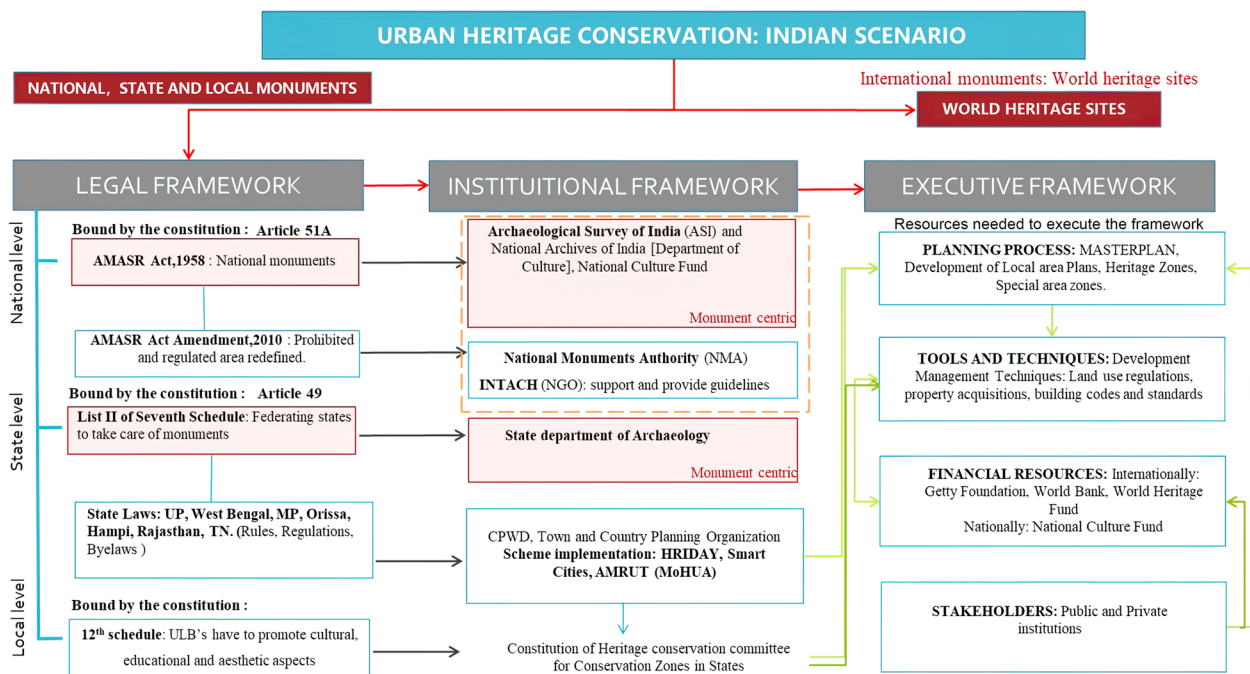 URBAN HERITAGE CONSERVATION: INDIAN SCENARIO
NATIONAL, STATE AND LOCAL MONUMENTS
International monuments: World heritage sites
WORLD HERITAGE SITES
LEGAL FRAMEWORK
INSTITUITIONAL FRAMEWORK
EXECUTIVE FRAMEWORK
National level
Bound by the constitution : Article 51A
AMASR Act,1958 : National monuments
AMASR Act Amendment,2010 : Prohibited
and regulated area redefined.
State level
Bound by the constitution : Article 49
List II of Seventh Schedule: Federating states
to take care of monuments
State Laws: UP, West Bengal, MP, Orissa,
Hampi, Rajasthan, TN. (Rules, Regulations,
Byelaws )
Local level
Bound by the constitution :
12th schedule: ULB's have to promote cultural,
educational and aesthetic aspects
Archaeological Survey of India (ASI) and
National Archives of India [Department of
Culture], National Culture Fund
Monument centric
National Monuments Authority (NMA)
INTACH (NGO): support and provide guidelines
State department of Archaeology
Monument centric
CPWD, Town and Country Planning Organization
Scheme implementation: HRIDAY, Smart
Cities, AMRUT (MoHUA)
Constitution of Heritage conservation committee
for Conservation Zones in States
Resources needed to execute the framework
PLANNING PROCESS: MASTERPLAN,
Development of Local area Plans, Heritage Zones,
Special area zones.
TOOLS AND TECHNIQUES: Development
Management Techniques: Land use regulations,
property acquisitions, building codes and standards
FINANCIAL RESOURCES: Internationally:
Getty Foundation, World Bank, World Heritage
Fund
Nationally: National Culture Fund
STAKEHOLDERS: Public and Private
institutions